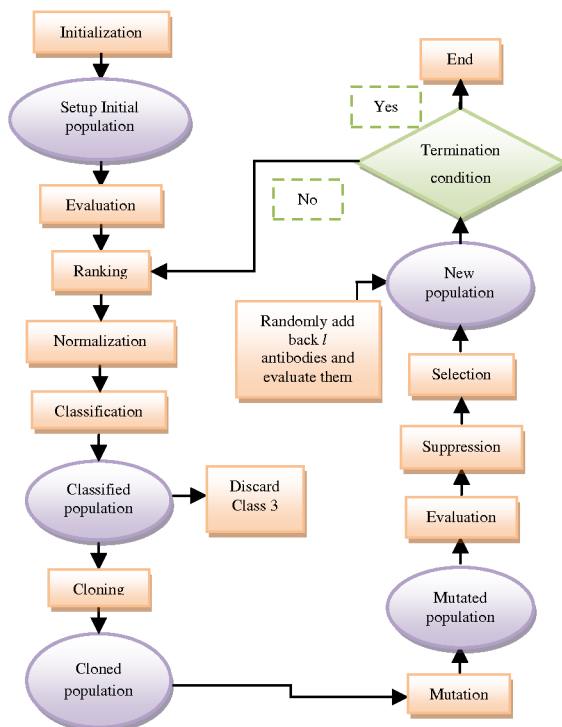 Initialization
Setup Initial
population
Evaluation
Ranking
Normalization
Classification
Classified
population
Discard
Class 3
Cloning
Cloned
population
Mutation
Mutated
population
Evaluation
Suppression
Selection
Randomly add
back l
antibodies and
evaluate them
New
population
Termination
condition
No
Yes
End